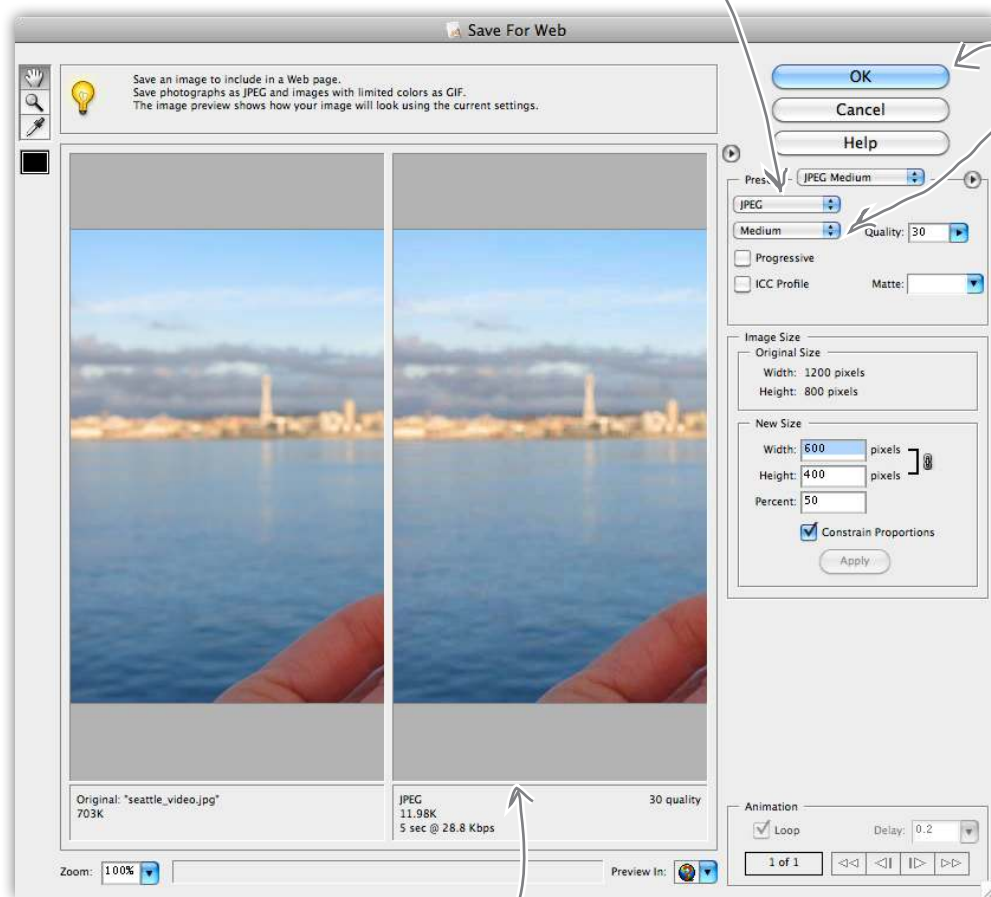 Save For Web
Save an image to include in a Web page.
Save photographs as JPEG and images with limited colors as GIF.
The image preview shows how your image will look using the current settings.
OK
Cancel
Help
JPEG Medium
JPEG
Medium
Quality: 30
Progressive
ICC Profile
Matte:
Image Size
Original Size
Width: 1200 pixels
Height: 800 pixels
New Size
Width: 600 pixels
Height: 400 pixels
Percent: 50
Constrain Proportions
Apply
Original: "seattle_video.jpg"
703K
JPEG
30 quality
11.98K
5 sec @ 28.8 Kbps
Animation
Loop
Delay: 0.2
1 of 1
Zoom: 100%
Preview In: